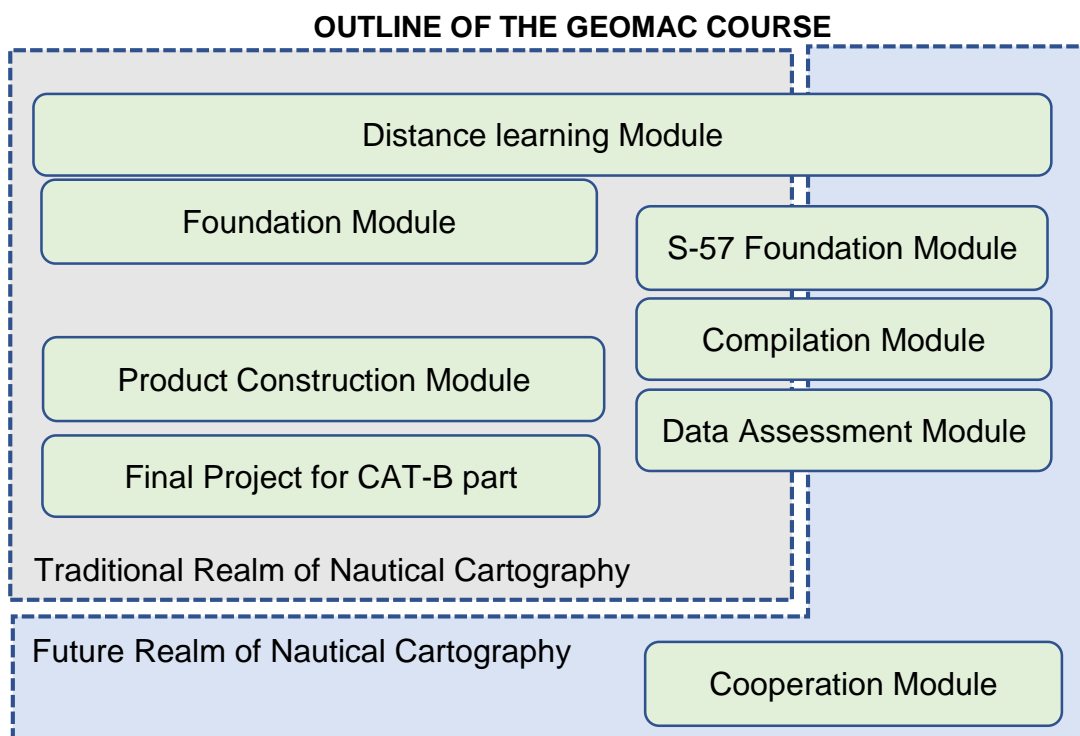 OUTLINE OF THE GEOMAC COURSE
Distance learning Module
Foundation Module
S-57 Foundation Module
Compilation Module
Product Construction Module
Data Assessment Module
Final Project for CAT-B part
Traditional Realm of Nautical Cartography
Future Realm of Nautical Cartography
Cooperation Module